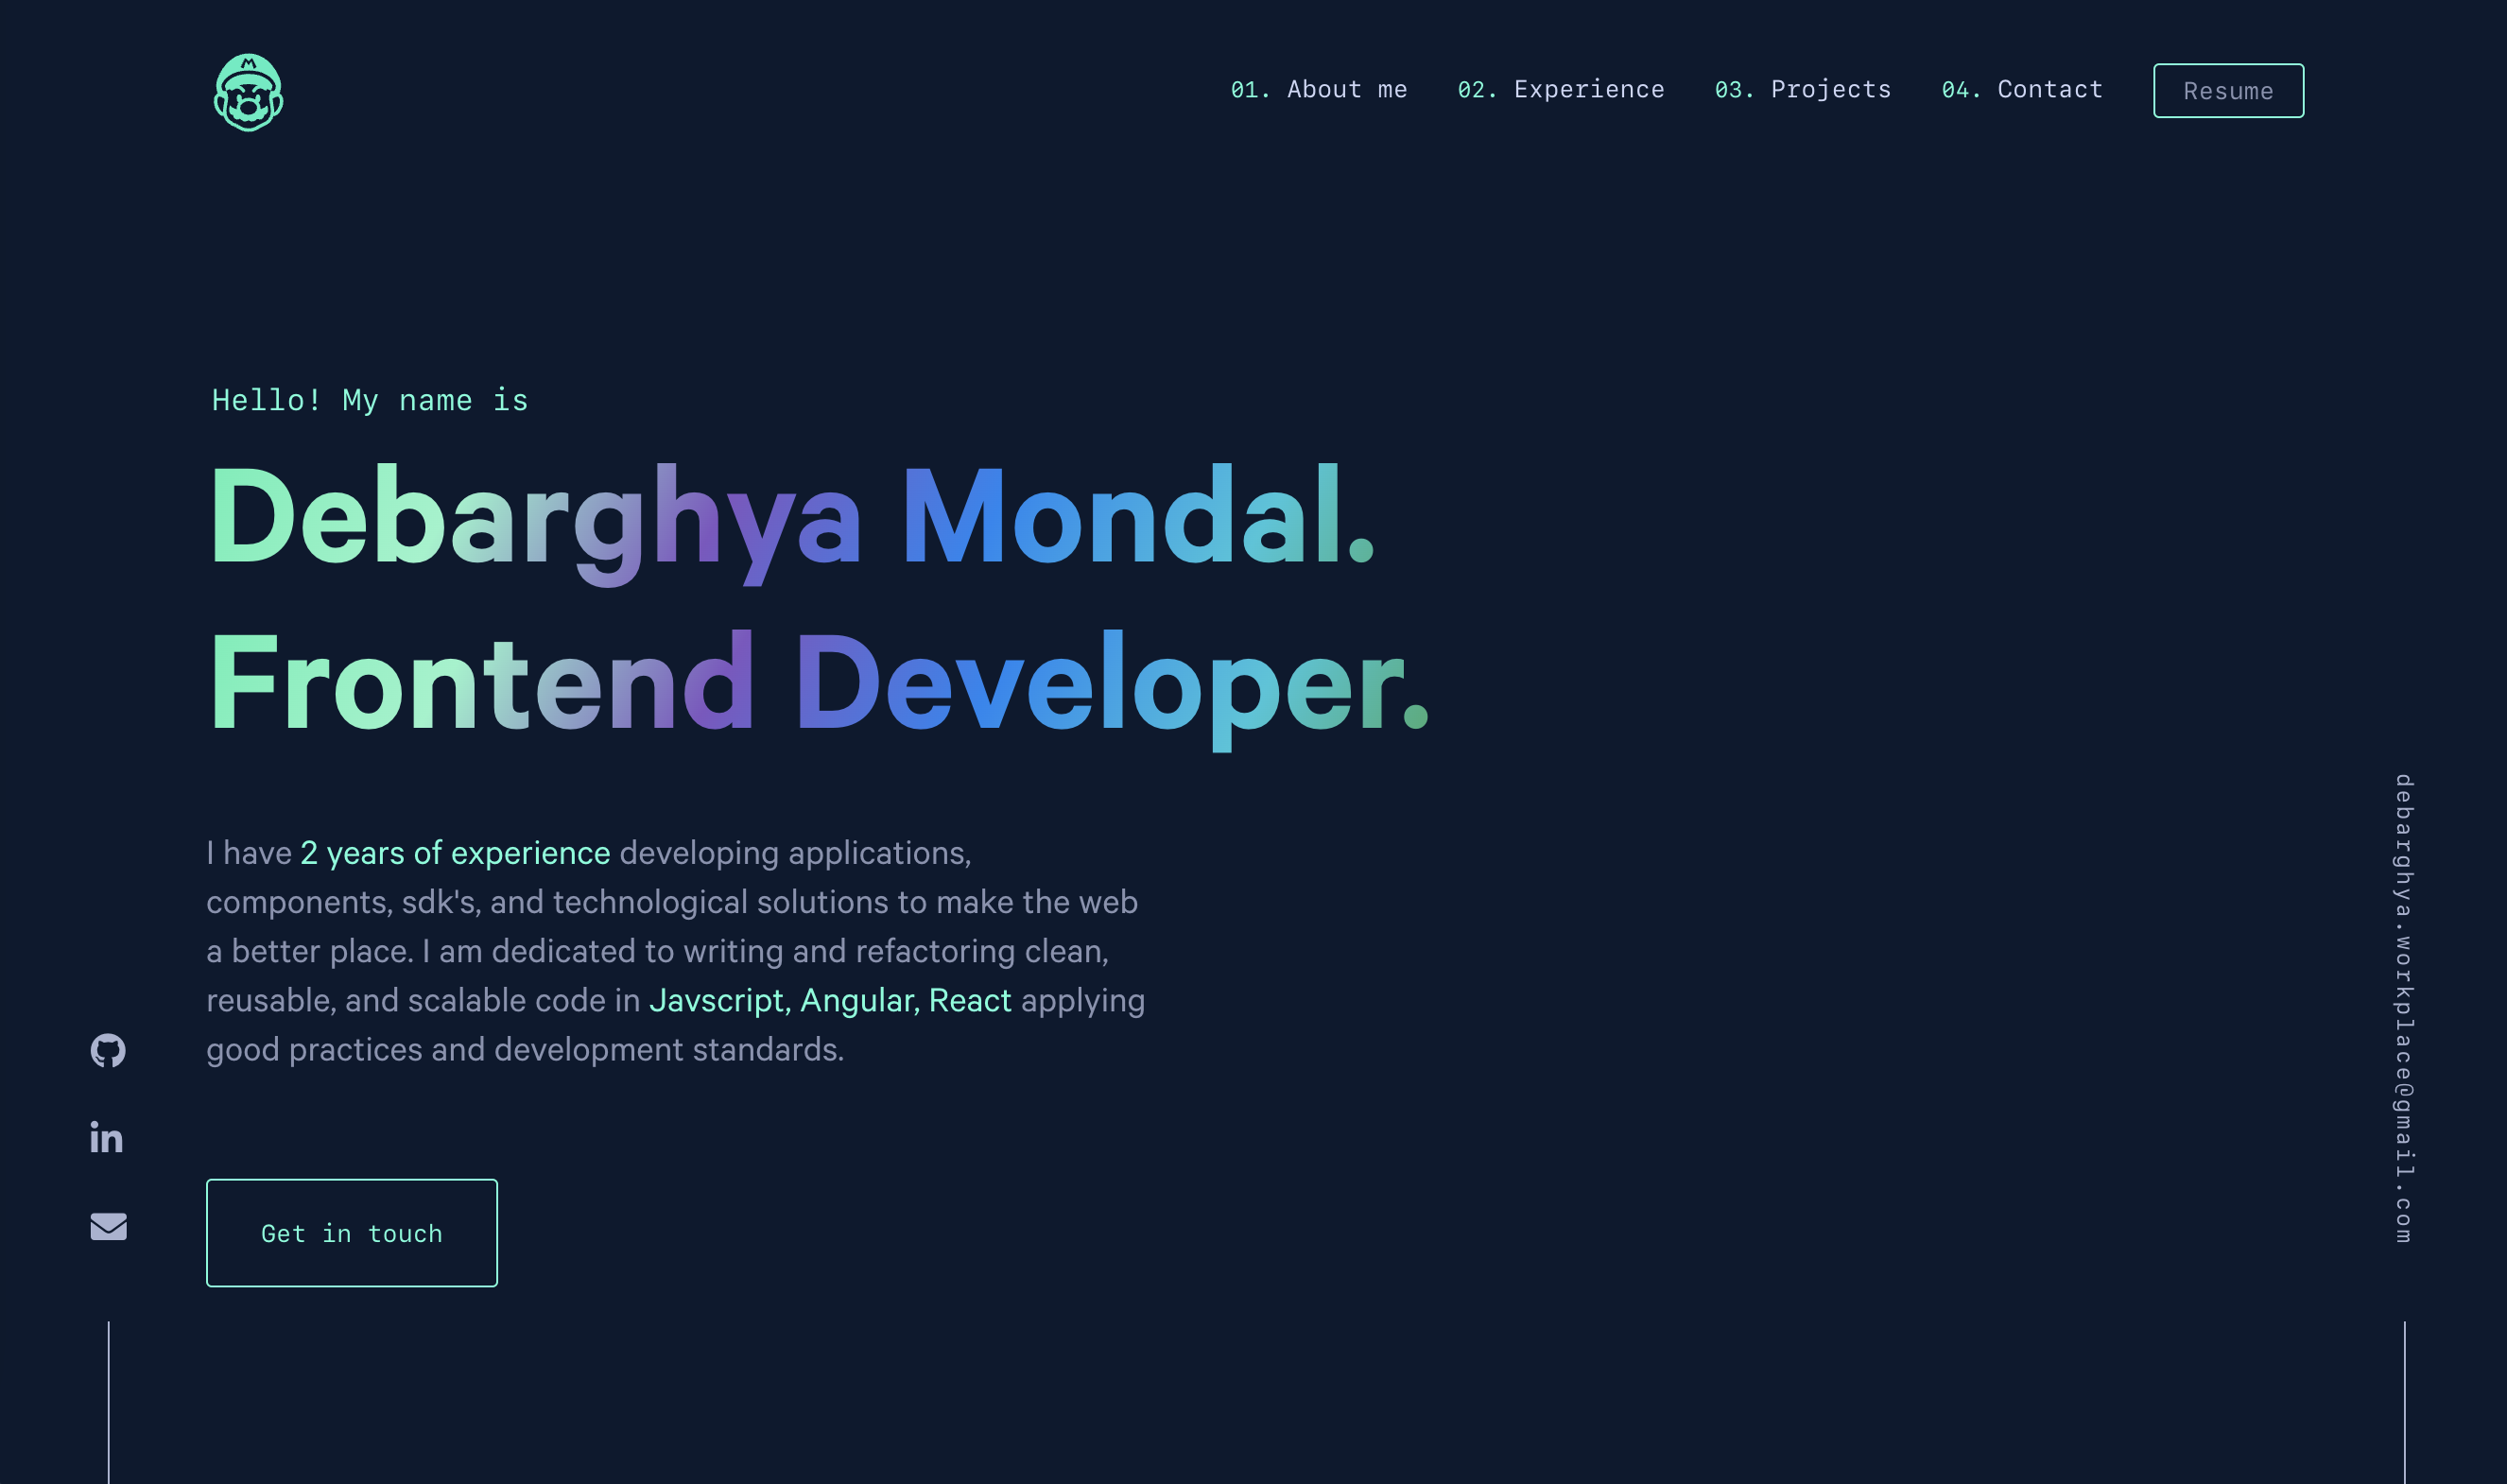 01. About me 02. Experience 03. Projects 04. Contact Resume
Hello! My name is
Debarghya Mondal.
Frontend Developer.
I have 2 years of experience developing applications,
components, sdk's, and technological solutions to make the web
a better place. I am dedicated to writing and refactoring clean,
reusable, and scalable code in Javscript, Angular, React applying
good practices and development standards.
Get in touch
debarghya.workplace@gmail.com